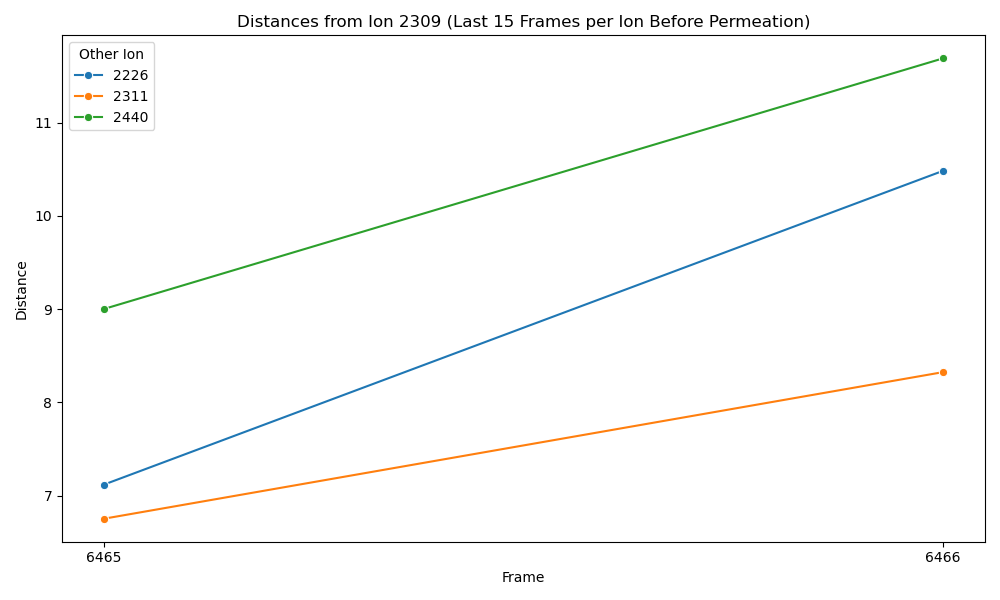 Distances from Ion 2309 (Last 15 Frames per Ion Before Permeation)
Other Ion
2226
2311
2440
11
10
9
8
7
Distance
6465
6466
Frame